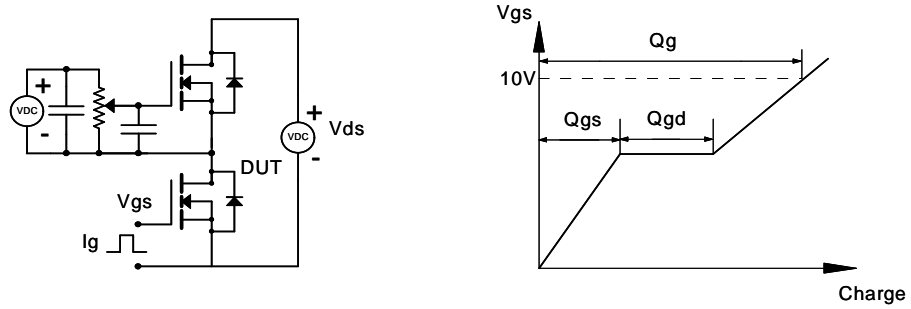 VDC
+
-
Vgs
Ig
DUT
+
VDC
-
Vds
Vgs
Qg
10V
Qgs
Qgd
Charge